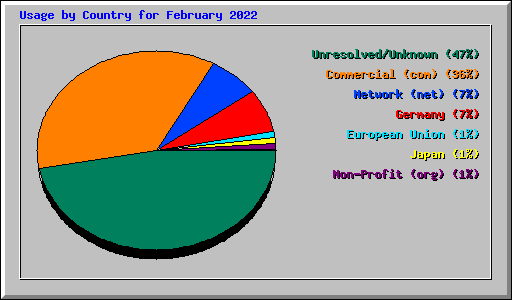 Usage by Country for February 2022
Unresolved/Unknown (47%)
Commercial (com) (36%)
Network (net) (7%)
Germany (7%)
European Union (1%)
Japan (1%)
Non-Profit (org) (1%)